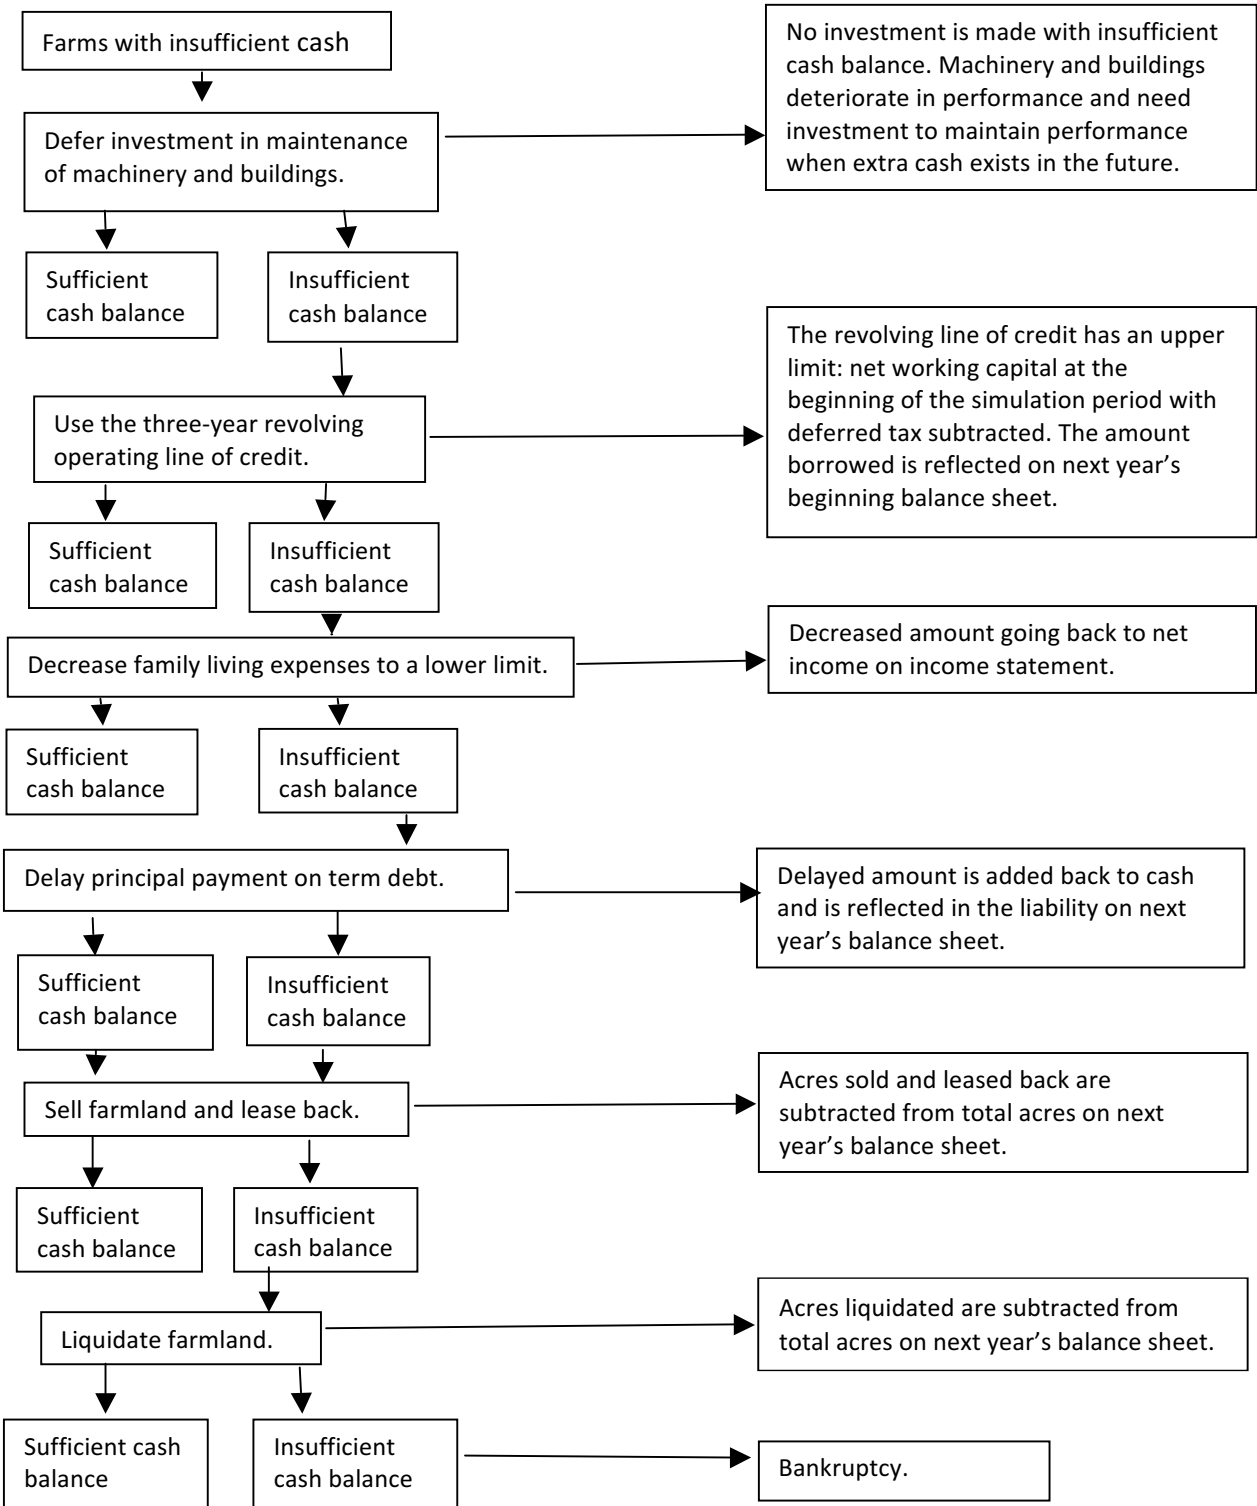 Farms with insufficient cash
No investment is made with insufficient
cash balance. Machinery and buildings
deteriorate in performance and need
investment to maintain performance
when extra cash exists in the future.
Defer investment in maintenance
of machinery and buildings.
Sufficient
cash balance
Insufficient
cash balance
The revolving line of credit has an upper
limit: net working capital at the
beginning of the simulation period with
deferred tax subtracted. The amount
borrowed is reflected on next year’s
beginning balance sheet.
Use the three-year revolving
operating line of credit.
Sufficient
cash balance
Insufficient
cash balance
Decreased amount going back to net
income on income statement.
Decrease family living expenses to a lower limit.
Sufficient
cash balance
Insufficient
cash balance
Delay principal payment on term debt.
Delayed amount is added back to cash
and is reflected in the liability on next
year’s balance sheet.
Sufficient
cash balance
Insufficient
cash balance
Sell farmland and lease back.
Acres sold and leased back are
subtracted from total acres on next
year’s balance sheet.
Sufficient
cash balance
Insufficient
cash balance
Liquidate farmland.
Acres liquidated are subtracted from
total acres on next year’s balance sheet.
Sufficient cash
balance
Insufficient
cash balance
Bankruptcy.